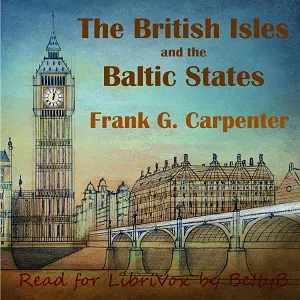 The British Isles
and the
Baltic States
Frank G. Carpenter
Read for LibriVox by BettyB